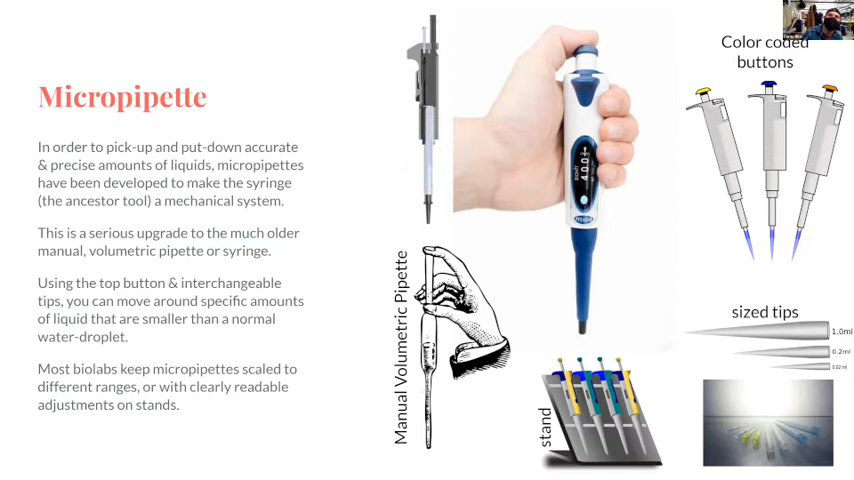 Micropipette
In order to pick-up and put-down accurate
& precise amounts of liquids, micropipettes
have been developed to make the syringe
(the ancestor tool) a mechanical system.
This is a serious upgrade to the much older
manual, volumetric pipette or syringe.
Using the top button & interchangeable
tips, you can move around specific amounts
of liquid that are smaller than a normal
water-droplet.
Most biolabs keep micropipettes scaled to
different ranges, or with clearly readable
adjustments on stands.
Manual Volumetric Pipette
stand
Color coded
buttons
sized tips
1.0ml
0.2ml
0.02 ml